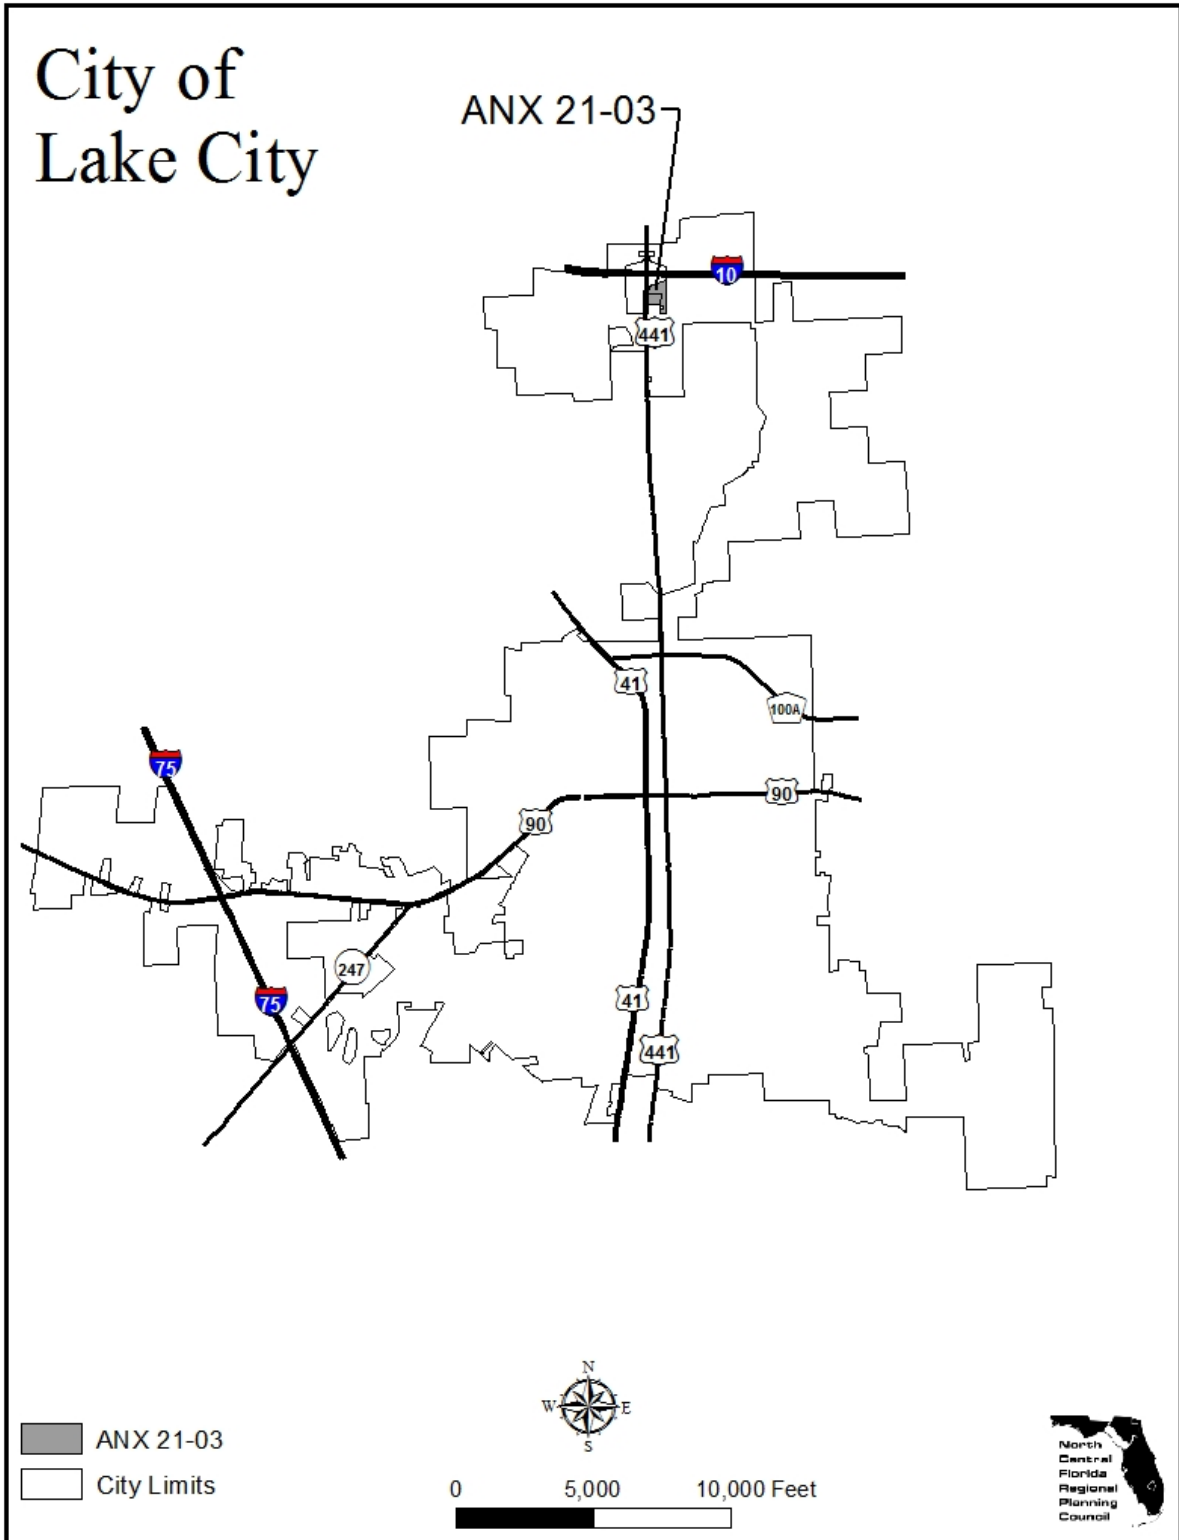 City of
Lake City
ANX 21-03
10
441
41
100A
75
90
90
247
75
41
441
N
W E
S
ANX 21-03
City Limits
0 5,000 10,000 Feet
North
Central
Florida
Regional
Planning
Council